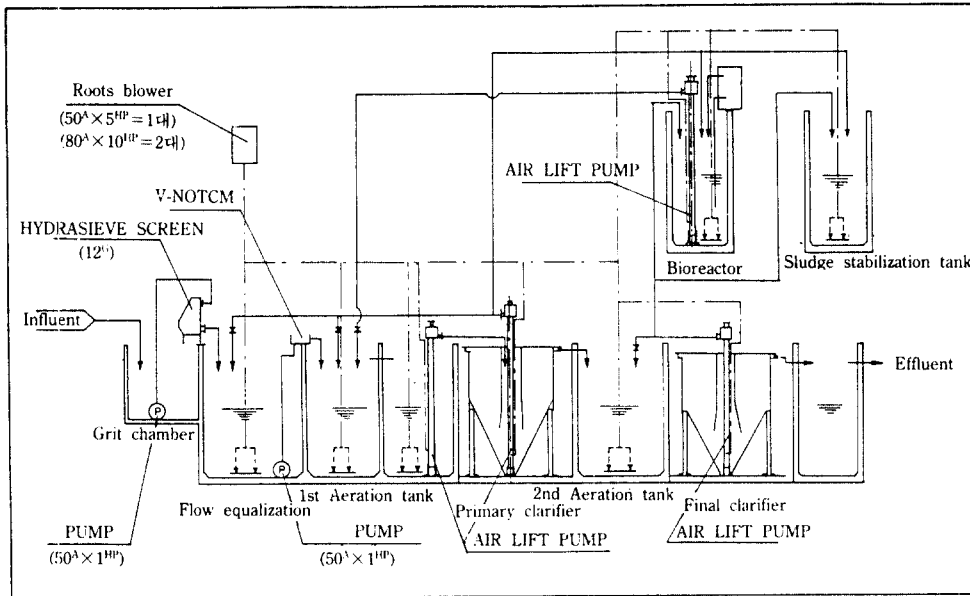 Roots blower
(50ᴬ×5ᴴᴾ=1대)
(80ᴬ×10ᴴᴾ=2대)
V-NOTCM
HYDRASIEVE SCREEN
Influent
AIR LIFT PUMP
Bioreactor
Sludge stabilization tank
Effluent
P
Grit chamber
P
Flow equalization
1st Aeration tank
Primary clarifier
2nd Aeration tank
Final clarifier
PUMP
(50ᴬ×1ᴴᴾ)
PUMP
(50ᴬ×1ᴴᴾ)
AIR LIFT PUMP
AIR LIFT PUMP